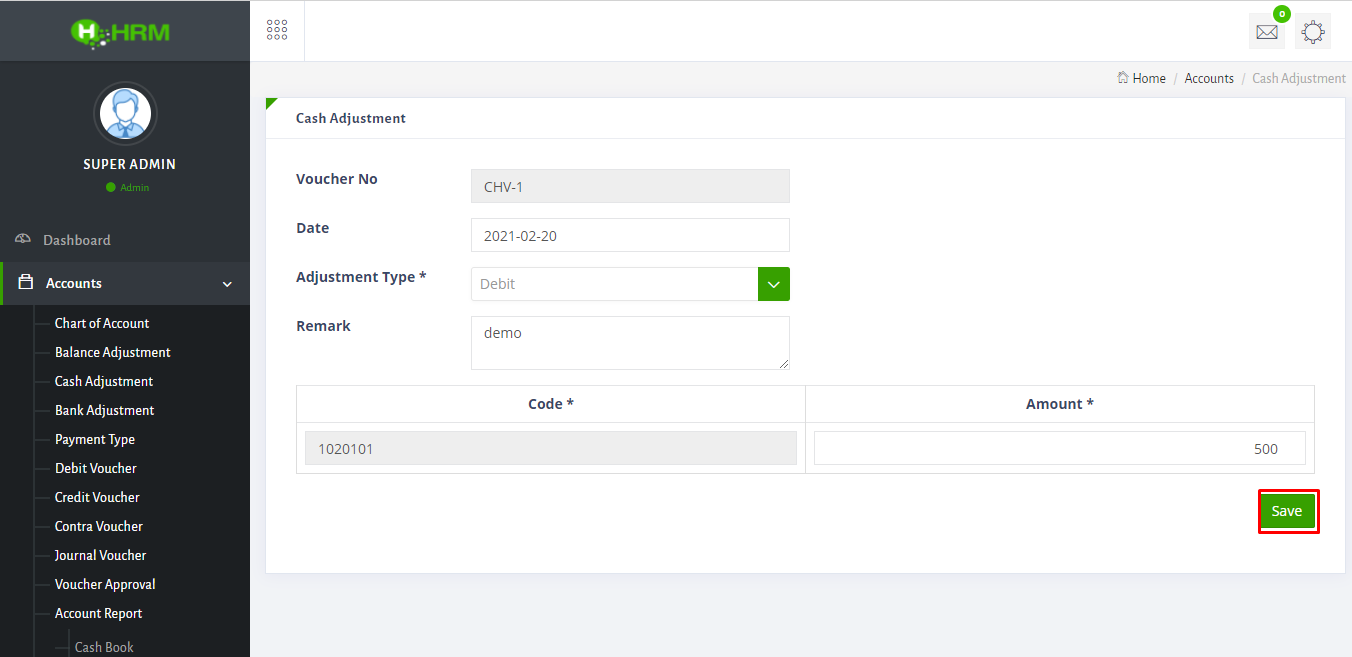 HRM
0
Home / Accounts / Cash Adjustment
SUPER ADMIN
Admin
Dashboard
Accounts
Chart of Account
Balance Adjustment
Cash Adjustment
Bank Adjustment
Payment Type
Debit Voucher
Credit Voucher
Contra Voucher
Journal Voucher
Voucher Approval
Account Report
Cash Book
Cash Adjustment
Voucher No CHV-1
Date 2021-02-20
Adjustment Type * Debit
Remark demo
Code * Amount *
1020101 500
Save